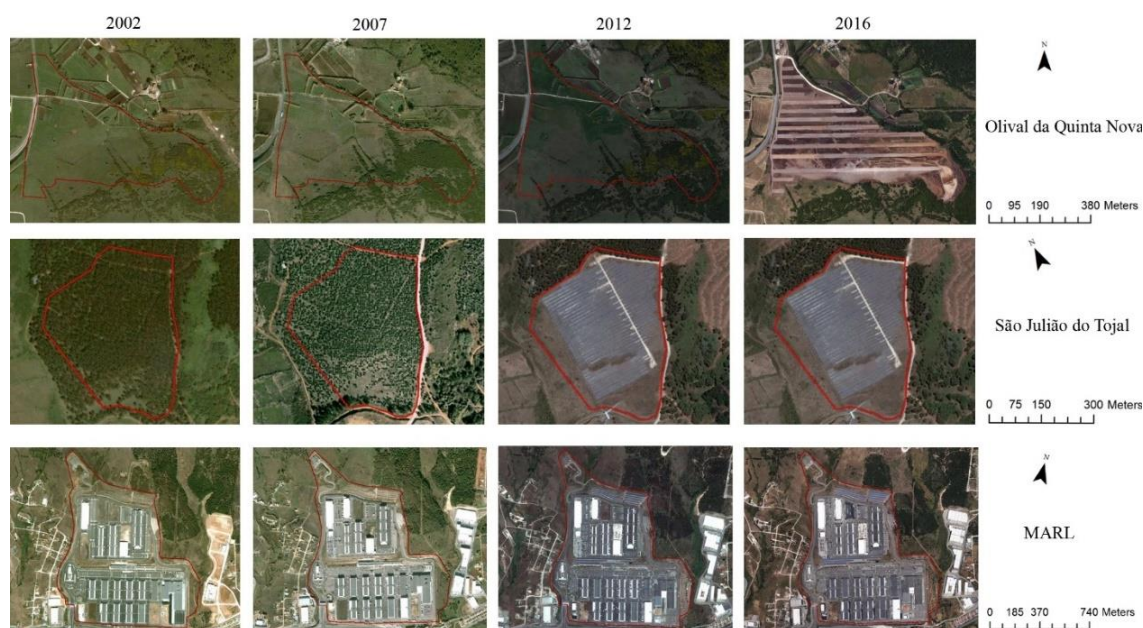 2002 2007 2012 2016
N
Olival da Quinta Nova
0 95 190 380 Meters
N
São Julião do Tojal
0 75 150 300 Meters
N
MARL
0 185 370 740 Meters